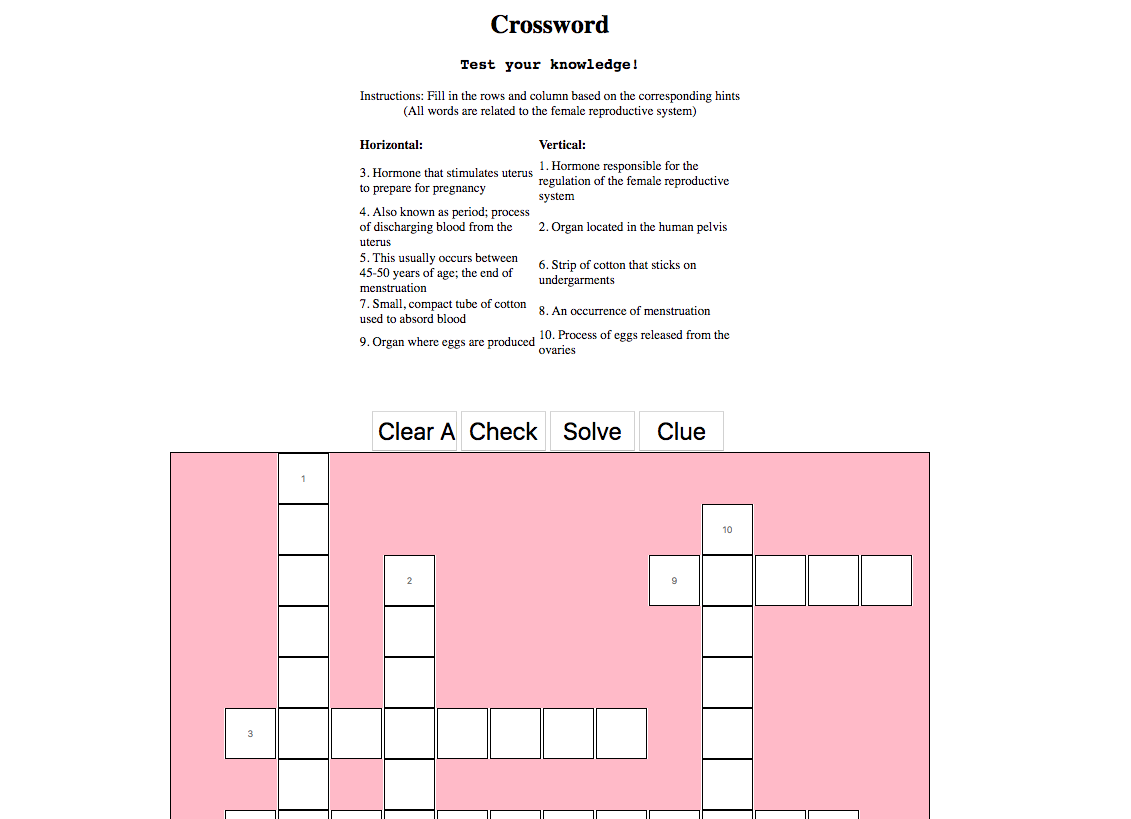 Crossword
Test your knowledge!
Instructions: Fill in the rows and column based on the corresponding hints
(All words are related to the female reproductive system)
Horizontal:
3. Hormone that stimulates uterus
to prepare for pregnancy
4. Also known as period; process
of discharging blood from the
uterus
5. This usually occurs between
45-50 years of age; the end of
menstruation
7. Small, compact tube of cotton
used to absord blood
9. Organ where eggs are produced
Vertical:
1. Hormone responsible for the
regulation of the female reproductive
system
2. Organ located in the human pelvis
6. Strip of cotton that sticks on
undergarments
8. An occurrence of menstruation
10. Process of eggs released from the
ovaries
Clear A
Check
Solve
Clue
1
10
2
9
3